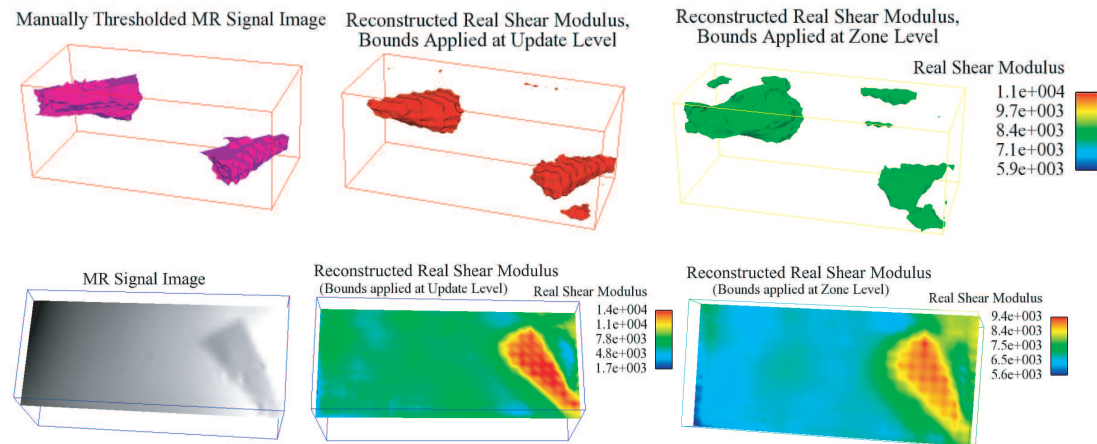 Manually Thresholded MR Signal Image
Reconstructed Real Shear Modulus,
Bounds Applied at Update Level
Reconstructed Real Shear Modulus,
Bounds Applied at Zone Level
Real Shear Modulus
1.1e+004
9.7e+003
8.4e+003
7.1e+003
5.9e+003
MR Signal Image
Reconstructed Real Shear Modulus
(Bounds applied at Update Level)
Real Shear Modulus
1.4e+004
1.1e+004
7.8e+003
4.8e+003
1.7e+003
Reconstructed Real Shear Modulus
(Bounds applied at Zone Level)
Real Shear Modulus
9.4e+003
8.4e+003
7.5e+003
6.5e+003
5.6e+003